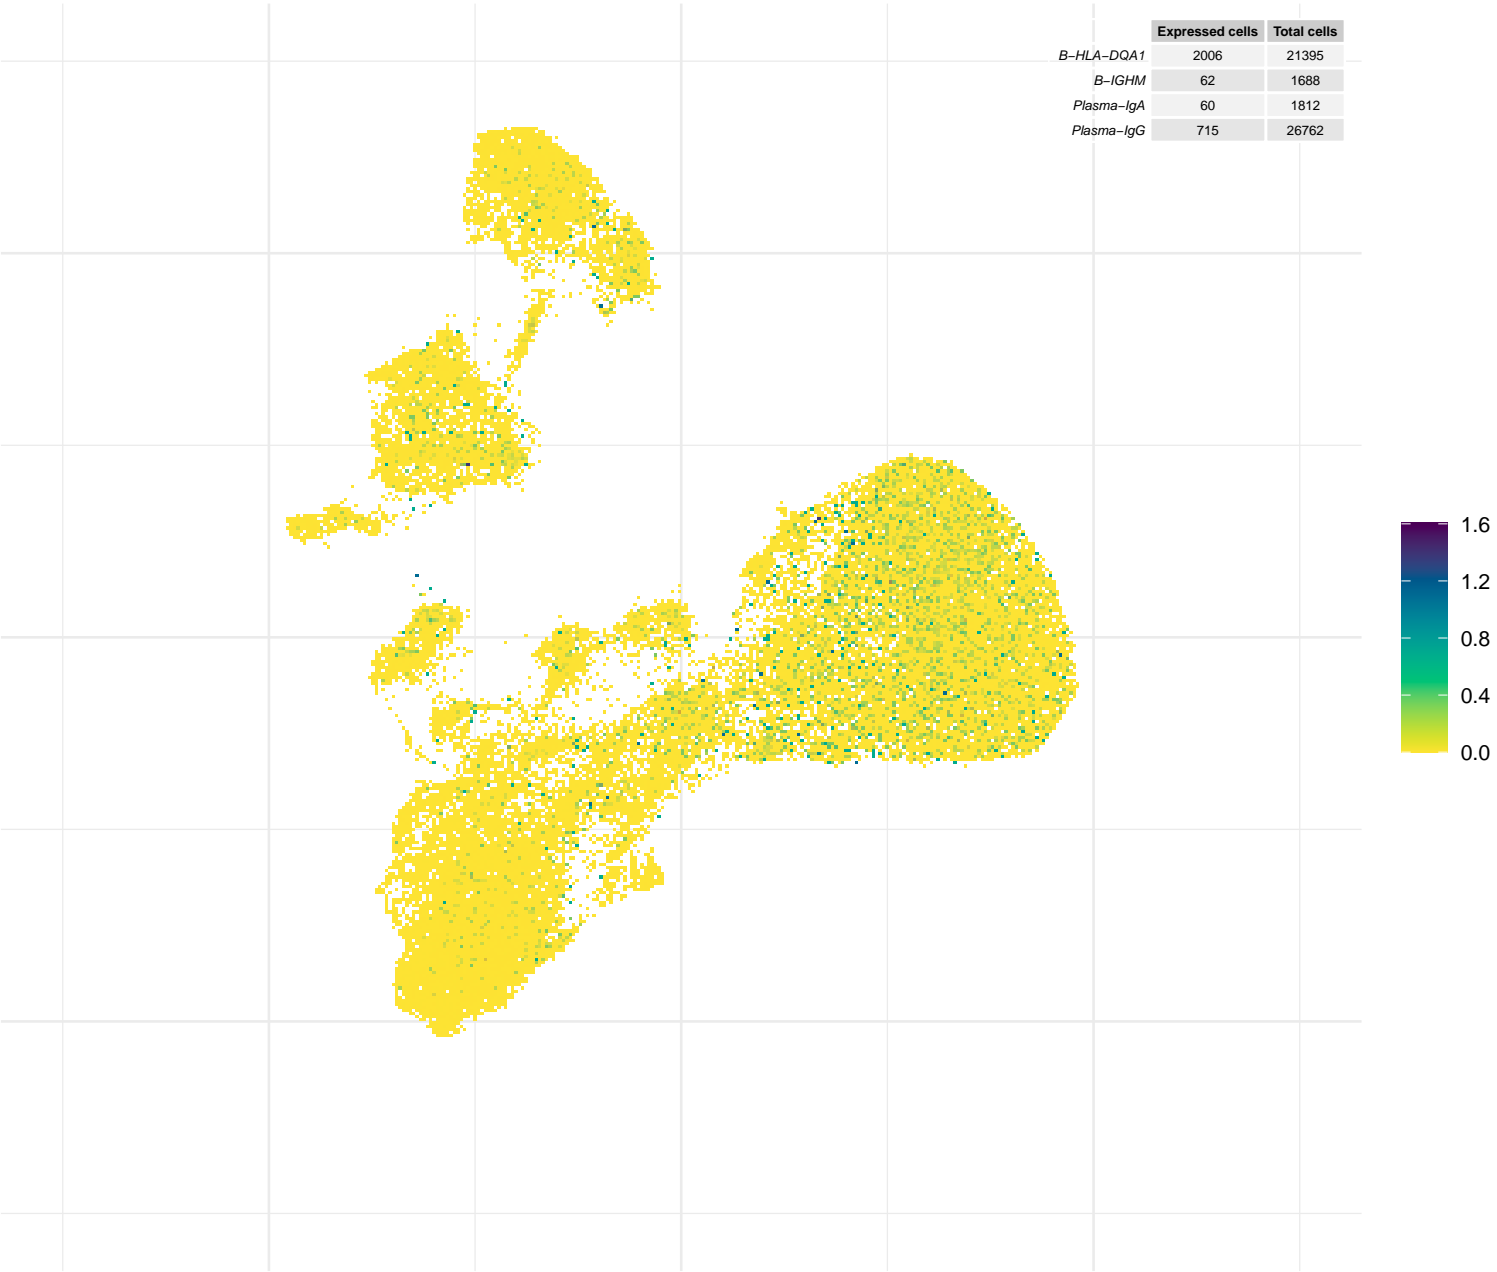 Expressed cells Total cells
B−HLA−DQA1 2006 21395
B−IGHM 62 1688
Plasma−IgA 60 1812
Plasma−IgG 715 26762
1.6
1.2
0.8
0.4
0.0